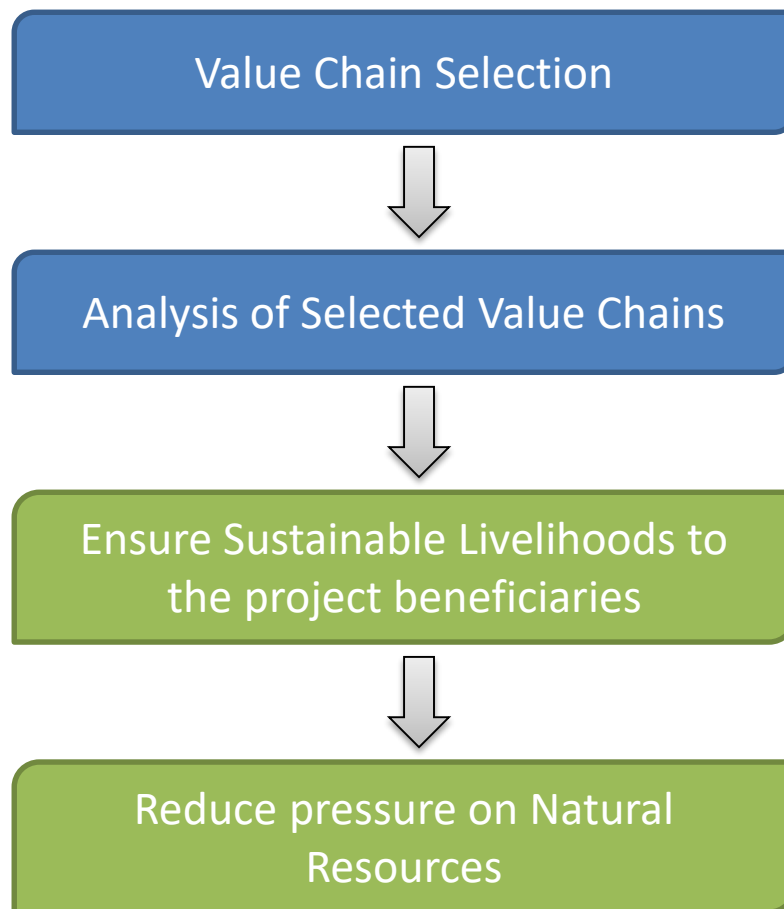 Value Chain Selection
Analysis of Selected Value Chains
Ensure Sustainable Livelihoods to
the project beneficiaries
Reduce pressure on Natural
Resources